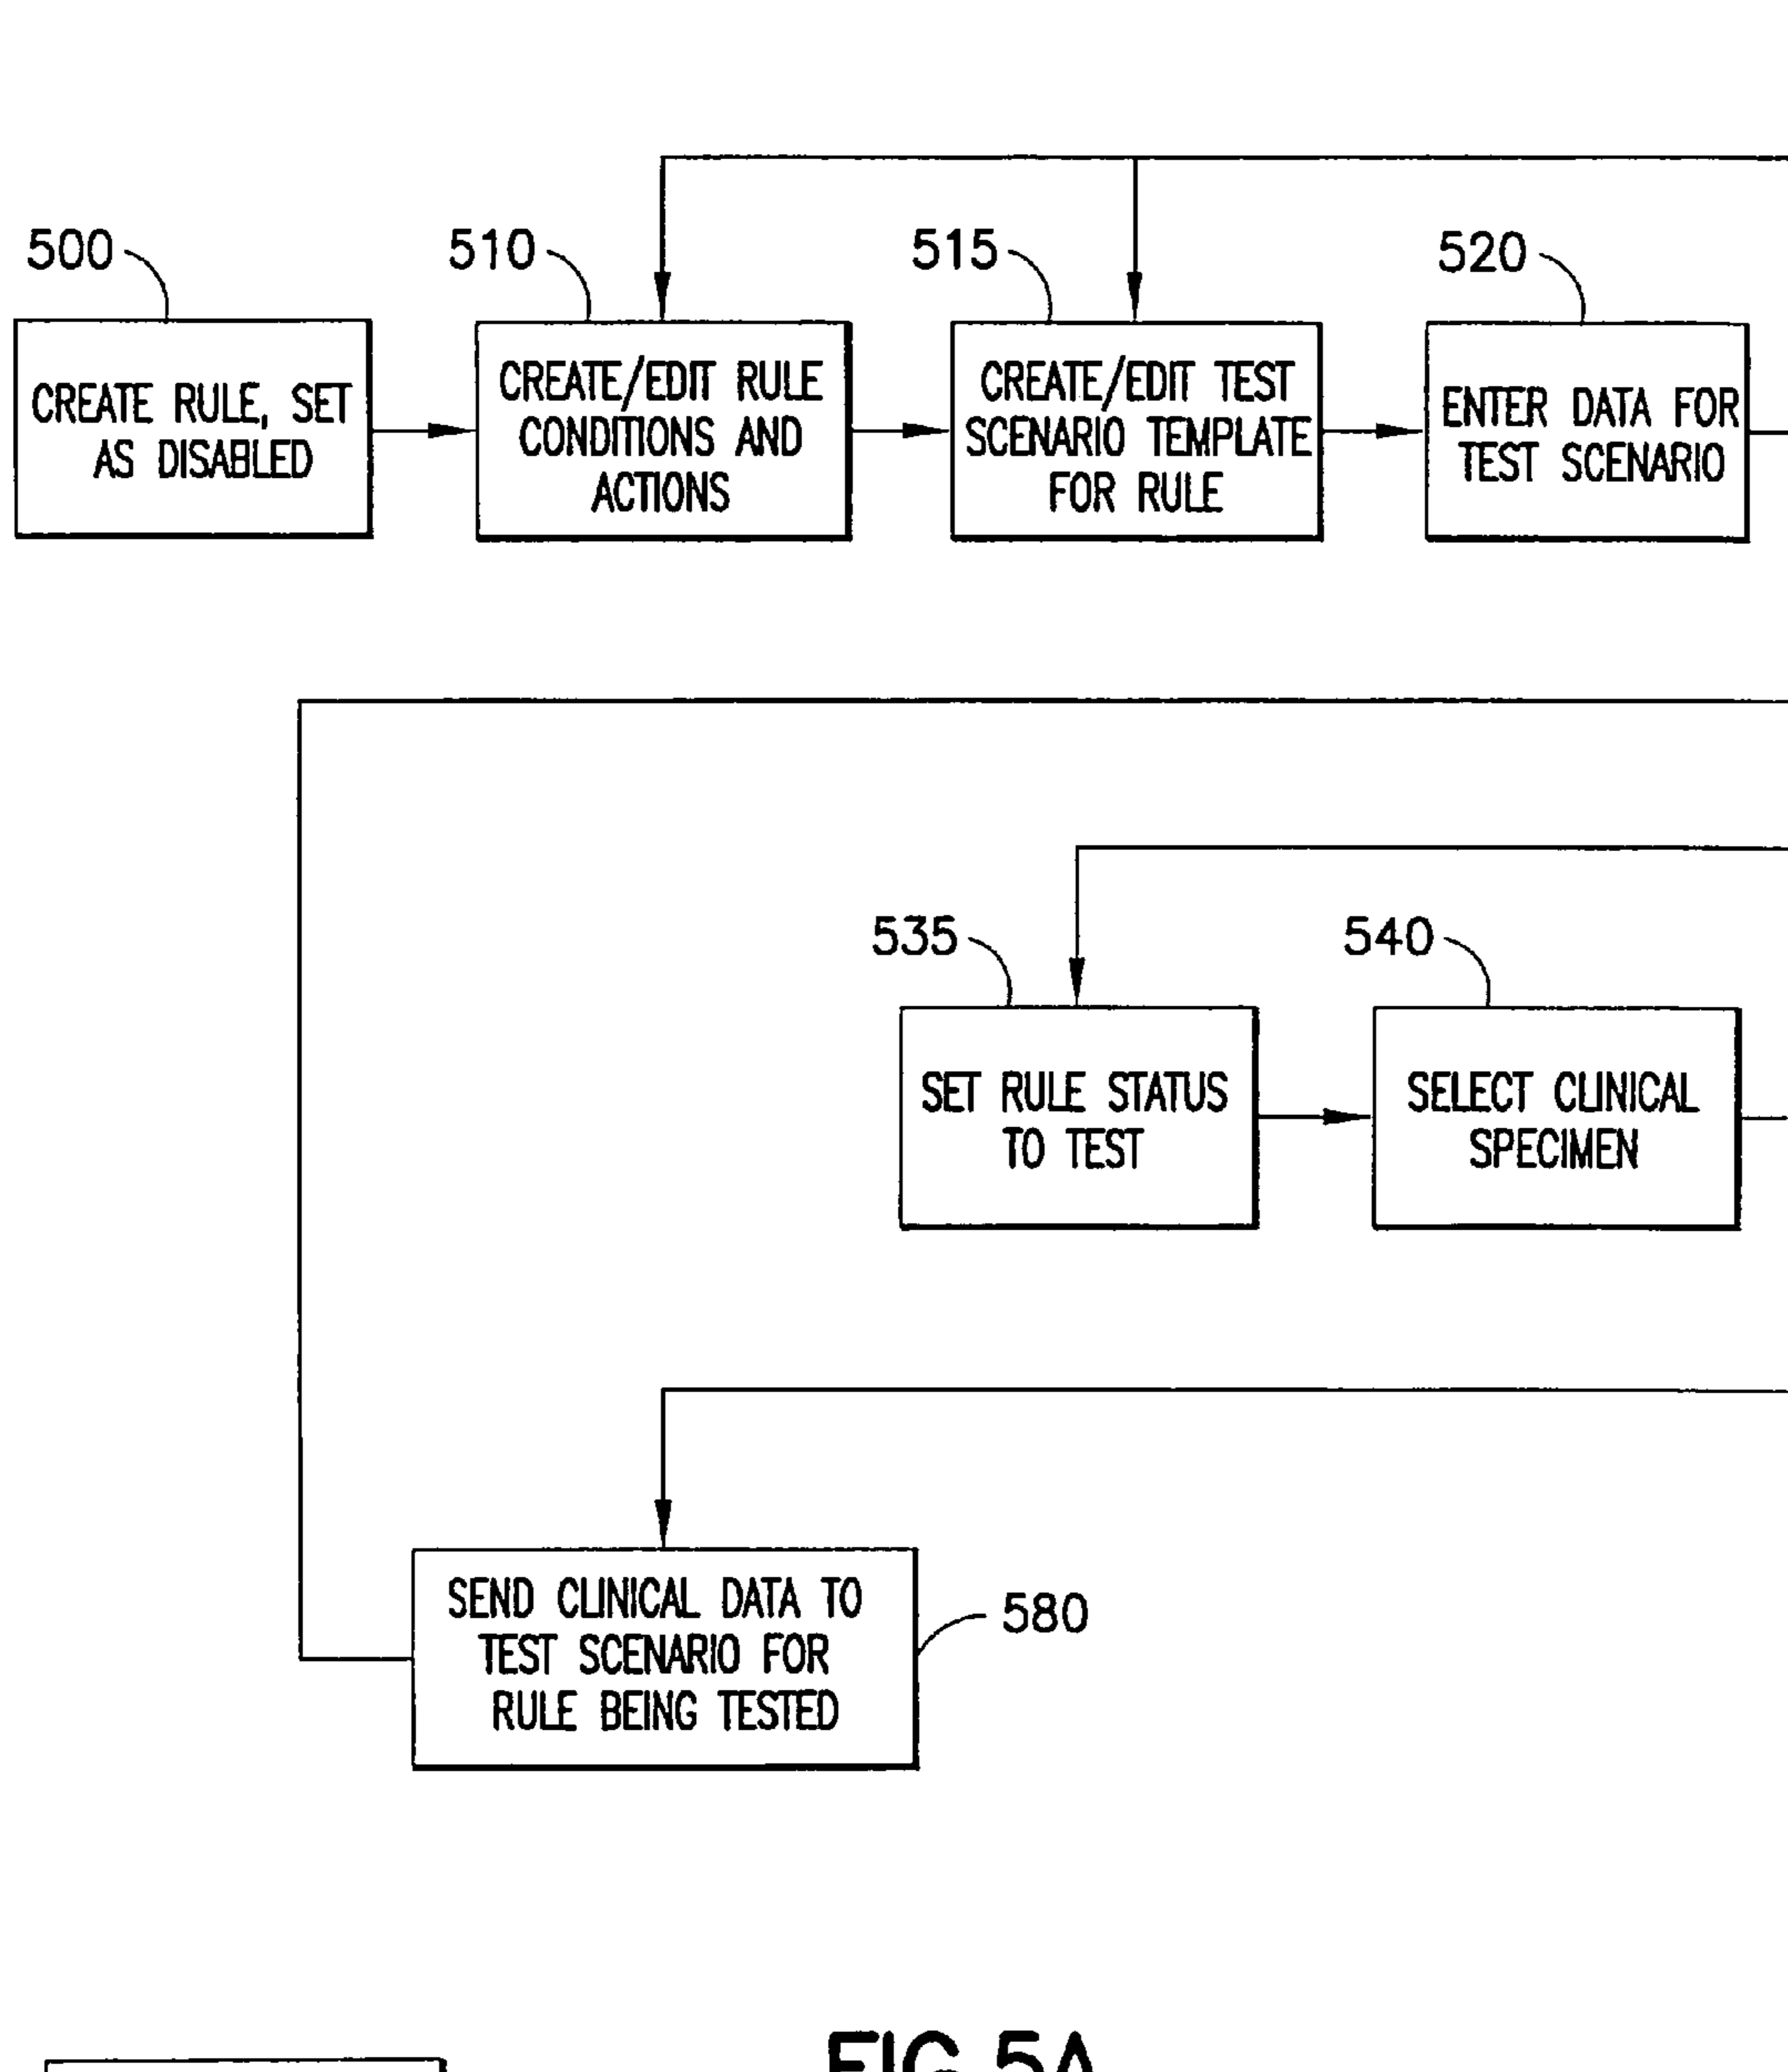 500
510
515
520
CREATE RULE, SET
AS DISABLED
CREATE/EDIT RULE
CONDITIONS AND
ACTIONS
CREATE/EDIT TEST
SCENARIO TEMPLATE
FOR RULE
ENTER DATA FOR
TEST SCENARIO
535
540
SET RULE STATUS
TO TEST
SELECT CLINICAL
SPECIMEN
SEND CLINICAL DATA TO
TEST SCENARIO FOR
RULE BEING TESTED
580
FIG.5A